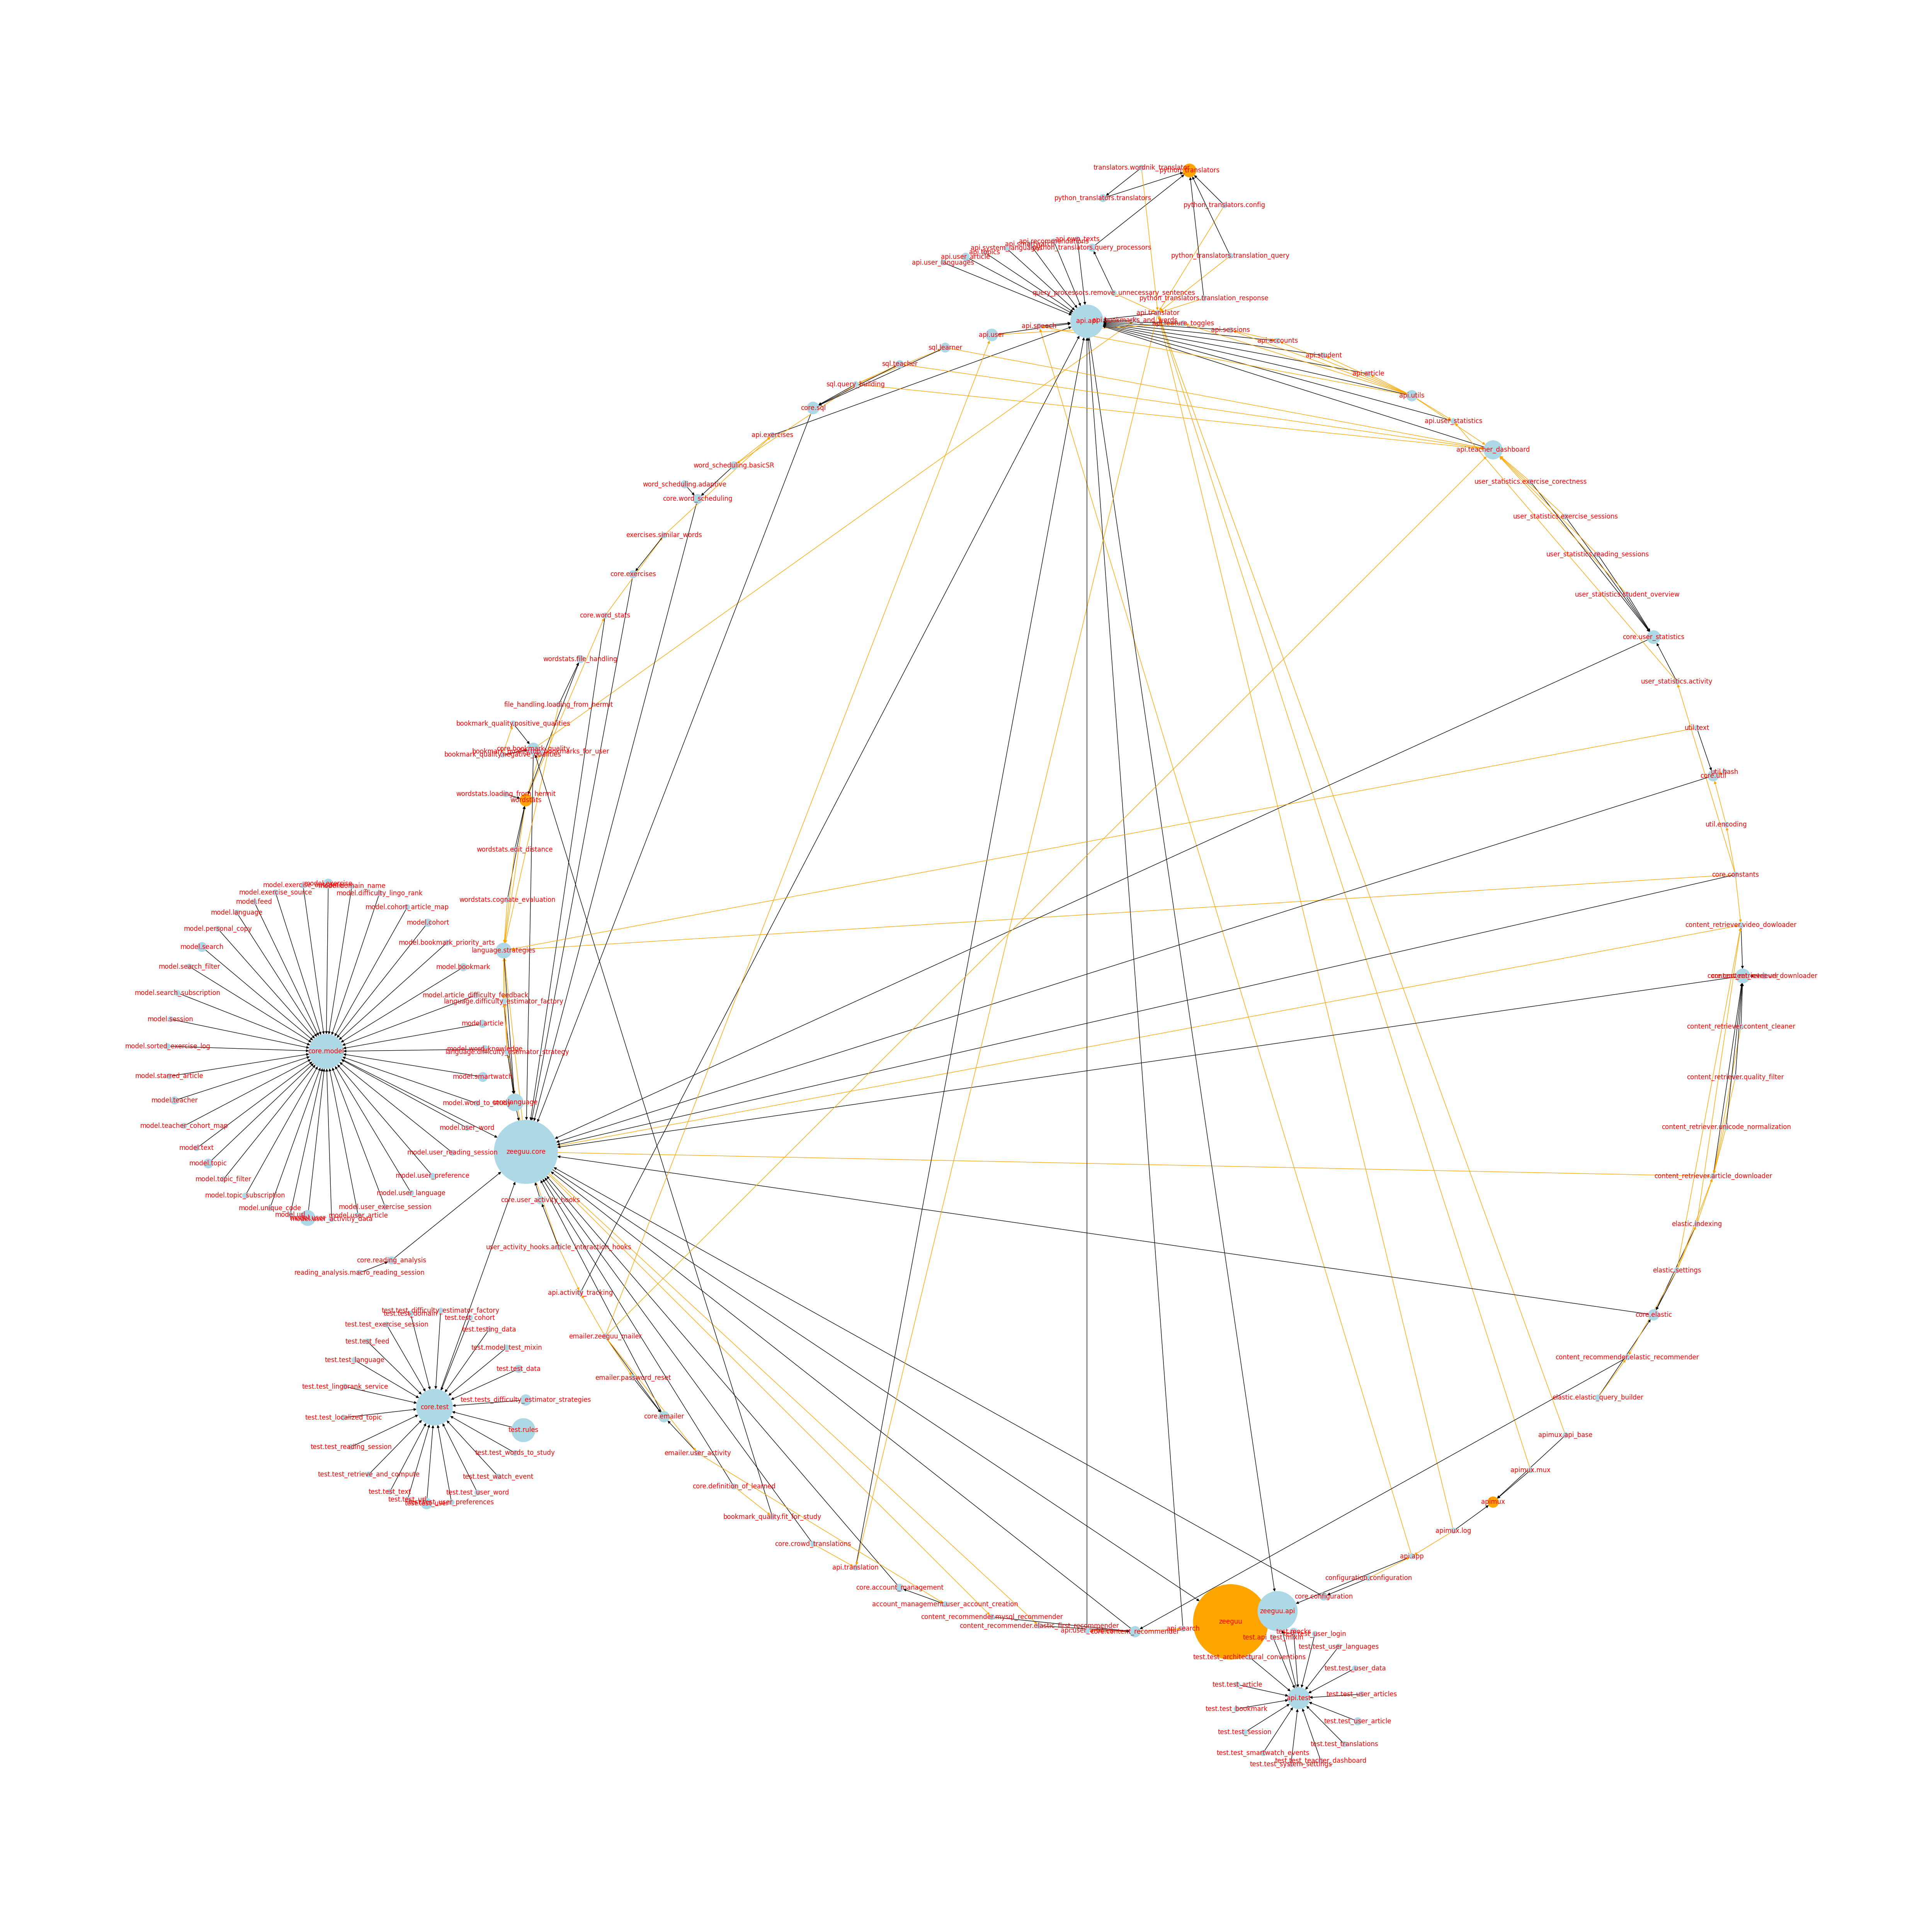 translators.wordnik_translator
python_translators
python_translators.translators
python_translators.config
api.own_texts
api.system_languages
python_translators.query_processors
api.topics
api.user_article
api.user_languages
python_translators.translation_query
query_processors.remove_unnecessary_sentences
python_translators.translation_response
api.translator
api.api
api.bookmarks_and_words
api.feature_toggles
api.speech
api.sessions
api.user
api.accounts
sql.learner
api.student
sql.teacher
api.article
sql.query_building
api.utils
core.sql
api.user_statistics
api.exercises
api.teacher_dashboard
word_scheduling.basicSR
user_statistics.exercise_corectness
word_scheduling.adaptive
core.word_scheduling
user_statistics.exercise_sessions
exercises.similar_words
user_statistics.reading_sessions
core.exercises
user_statistics.student_overview
core.word_stats
core.user_statistics
wordstats.file_handling
user_statistics.activity
file_handling.loading_from_hermit
bookmark_quality.positive_qualities
util.text
core.bookmark_quality
bookmark_quality.negative_qualities
util.hash
core.util
wordstats.loading_from_hermit
wordstats
util.encoding
wordstats.edit_distance
core.constants
model.domain_name
model.exercise_source
model.difficulty_lingo_rank
model.feed
wordstats.cognate_evaluation
model.cohort_article_map
model.language
model.cohort
content_retriever.video_dowloader
model.personal_copy
model.bookmark_priority_arts
model.search
language.strategies
model.search_filter
model.bookmark
core.content_retriever
model.search_subscription
model.article_difficulty_feedback
language.difficulty_estimator_factory
model.session
model.article
content_retriever.content_cleaner
model.sorted_exercise_log
core.model
model.word_knowledge
language.difficulty_estimator_strategy
model.starred_article
model.smartwatch
content_retriever.quality_filter
model.teacher
model.word_to_study
core.language
model.teacher_cohort_map
model.user_word
content_retriever.unicode_normalization
model.text
zeeguu.core
model.user_reading_session
model.topic
model.topic_filter
model.user_preference
content_retriever.article_downloader
model.topic_subscription
model.user_language
core.user_activity_hooks
model.unique_code
model.user_exercise_session
model.url
model.user_article
model.user_activitiy_data
elastic.indexing
user_activity_hooks.article_interaction_hooks
core.reading_analysis
reading_analysis.macro_reading_session
elastic.settings
api.activity_tracking
test.test_difficulty_estimator_factory
test.test_domain
test.test_cohort
core.elastic
test.test_exercise_session
test.testing_data
emailer.zeeguu_mailer
test.test_feed
test.model_test_mixin
test.test_language
content_recommender.elastic_recommender
test.test_data
emailer.password_reset
test.test_lingorank_service
test.tests_difficulty_estimator_strategies
elastic.elastic_query_builder
core.test
test.test_localized_topic
core.emailer
test.rules
apimux.api_base
test.test_reading_session
test.test_words_to_study
emailer.user_activity
test.test_retrieve_and_compute
test.test_watch_event
apimux.mux
core.definition_of_learned
test.test_text
test.test_user_word
test.test_url
test.test_user_preferences
apimux
bookmark_quality.fit_for_study
apimux.log
core.crowd_translations
api.app
api.translation
configuration.configuration
core.account_management
core.configuration
account_management.user_account_creation
zeeguu.api
content_recommender.mysql_recommender
zeeguu
content_recommender.elastic_first_recommender
api.search
core.content_recommender
test.mocks
test.test_user_login
test.api_test_mixin
test.test_user_languages
test.test_architectural_conventions
test.test_user_data
test.test_article
test.test_user_articles
api.test
test.test_bookmark
test.test_user_article
test.test_session
test.test_translations
test.test_smartwatch_events
test.test_teacher_dashboard
test.test_system_settings